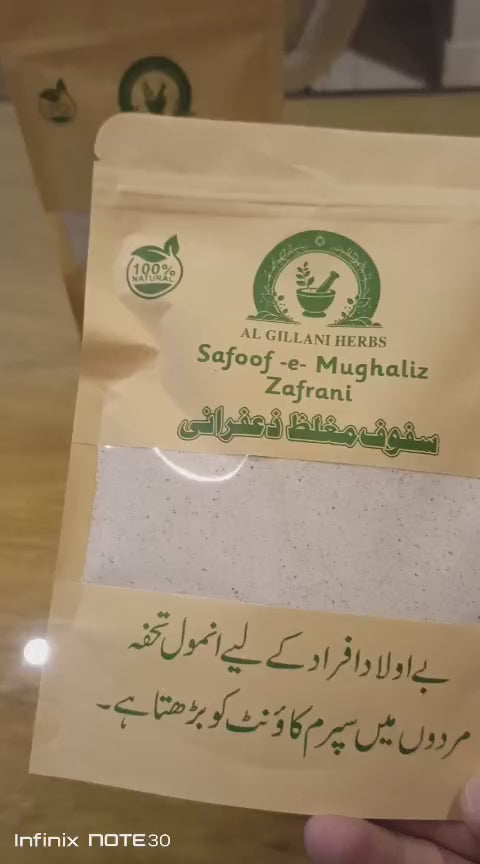 100%
NATURAL
AL GILLANI HERBS
Safoof -e- Mughaliz
Zafrani
سفوف مغلظ ذعفرانی
بے اولاد افراد کے لیے انمول تحفہ
مردوں میں سپرم کاؤنٹ کو بڑھتا ہے۔
Infinix NOTE30